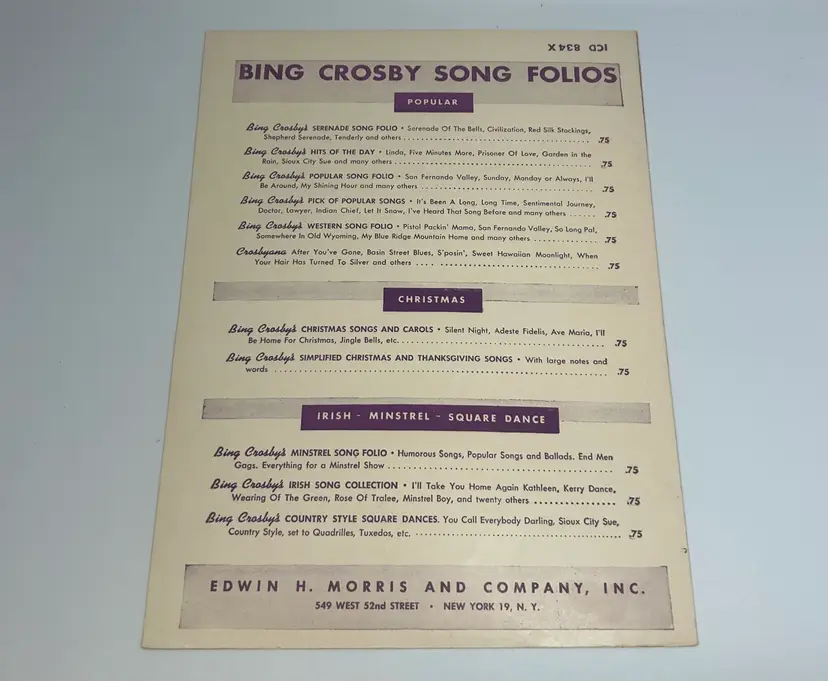 ICD 834X
BING CROSBY SONG FOLIOS
POPULAR
Bing Crosby's SERENADE SONG FOLIO • Serenade Of The Bells, Civilization, Red Silk Stockings,
Shepherd Serenade, Tenderly and others .75
Bing Crosby's HITS OF THE DAY • Linda, Five Minutes More, Prisoner Of Love, Garden in the
Rain, Sioux City Sue and many others .75
Bing Crosby's POPULAR SONG FOLIO • San Fernando Valley, Sunday, Monday or Always, I'll
Be Around, My Shining Hour and many others .75
Bing Crosby's PICK OF POPULAR SONGS • It's Been A Long, Long Time, Sentimental Journey,
Doctor, Lawyer, Indian Chief, Let It Snow, I've Heard That Song Before and many others .75
Bing Crosby's WESTERN SONG FOLIO • Pistol Packin' Mama, San Fernando Valley, So Long Pal,
Somewhere In Old Wyoming, My Blue Ridge Mountain Home and many others .75
Crosbyana After You've Gone, Basin Street Blues, S'posin', Sweet Hawaiian Moonlight, When
Your Hair Has Turned To Silver and others .75
CHRISTMAS
Bing Crosby's CHRISTMAS SONGS AND CAROLS • Silent Night, Adeste Fidelis, Ave Maria, I'll
Be Home For Christmas, Jingle Bells, etc. .75
Bing Crosby's SIMPLIFIED CHRISTMAS AND THANKSGIVING SONGS • With large notes and
words .75
IRISH - MINSTREL - SQUARE DANCE
Bing Crosby's MINSTREL SONG FOLIO • Humorous Songs, Popular Songs and Ballads. End Men
Gags. Everything for a Minstrel Show .75
Bing Crosby's IRISH SONG COLLECTION • I'll Take You Home Again Kathleen, Kerry Dance,
Wearing Of The Green, Rose Of Tralee, Minstrel Boy, and twenty others .75
Bing Crosby's COUNTRY STYLE SQUARE DANCES. You Call Everybody Darling, Sioux City Sue,
Country Style, set to Quadrilles, Tuxedos, etc. .75
EDWIN H. MORRIS AND COMPANY, INC.
549 WEST 52nd STREET • NEW YORK 19, N. Y.